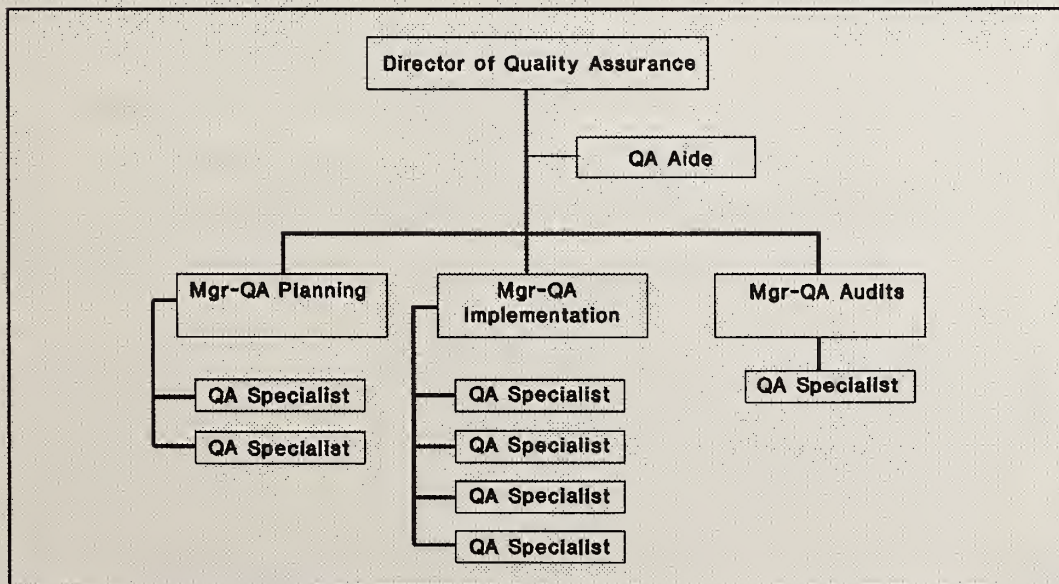 Director of Quality Assurance
QA Aide
Mgr-QA Planning
QA Specialist
QA Specialist
Mgr-QA
Implementation
QA Specialist
QA Specialist
QA Specialist
QA Specialist
Mgr-QA Audits
QA Specialist